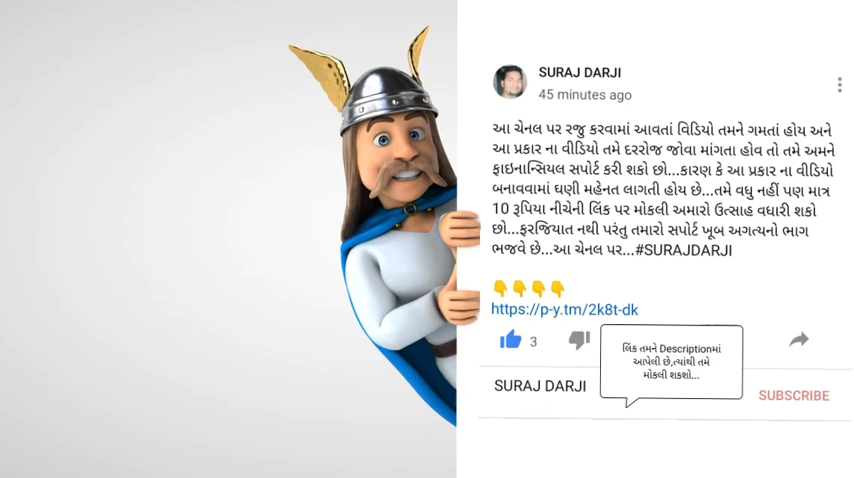 SURAJ DARJI
45 minutes ago
આ ચેનલ પર રજુ કરવામાં આવતાં વિડિયો તમને ગમતાં હોય અને
આ પ્રકાર ના વીડિયો તમે દરરોજ જોવા માંગતા હોવ તો તમે અમને
ફાઇનાન્સિયલ સપોર્ટ કરી શકો છો...કારણ કે આ પ્રકાર ના વીડિયો
બનાવવામાં ઘણી મહેનત લાગતી હોય છે...તમે વધુ નહીં પણ માત્ર
10 રૂપિયા નીચેની લિંક પર મોકલી અમારો ઉત્સાહ વધારી શકો
છો...ફરજિયાત નથી પરંતુ તમારો સપોર્ટ ખૂબ અગત્યનો ભાગ
ભજવે છે...આ ચેનલ પર...#SURAJDARJI
👇👇👇👇
https://p-y.tm/2k8t-dk
3
લિંક તમને Descriptionમાં
આપેલી છે,ત્યાંથી તમે
મોકલી શકશો...
SURAJ DARJI
SUBSCRIBE